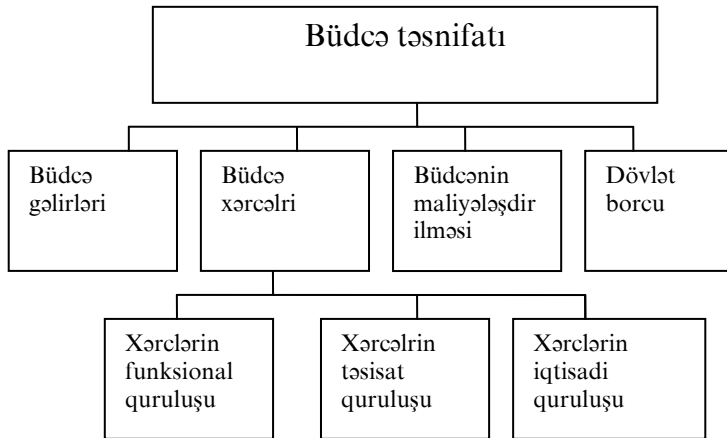 Büdcə təsnifatı
Büdcə
gəlirləri
Büdcə
xərcəlri
Büdcənin
maliyələşdir
ilməsi
Dövlət
borcu
Xərclərin
funksional
quruluşu
Xərcəlrin
təsisat
quruluşu
Xərclərin
iqtisadi
quruluşu